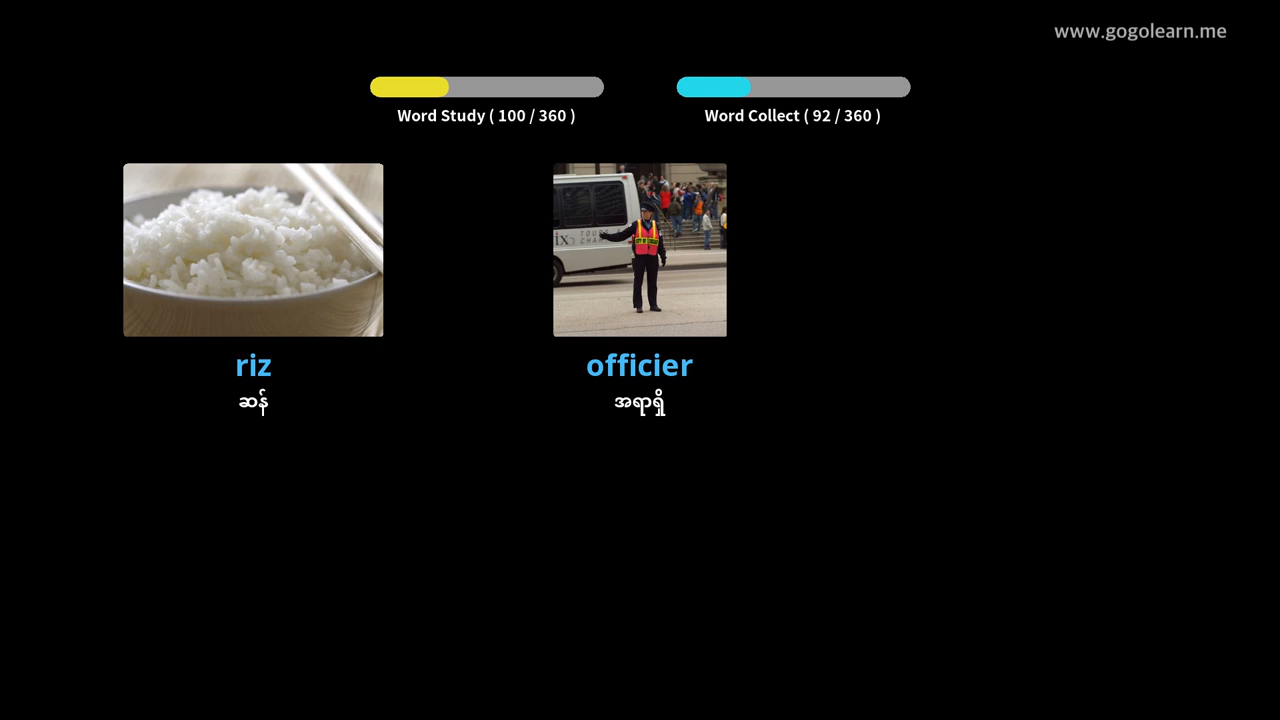 www.gogolearn.me
Word Study ( 100 / 360 )
Word Collect ( 92 / 360 )
riz
ဆန်
officier
အရာရှိ